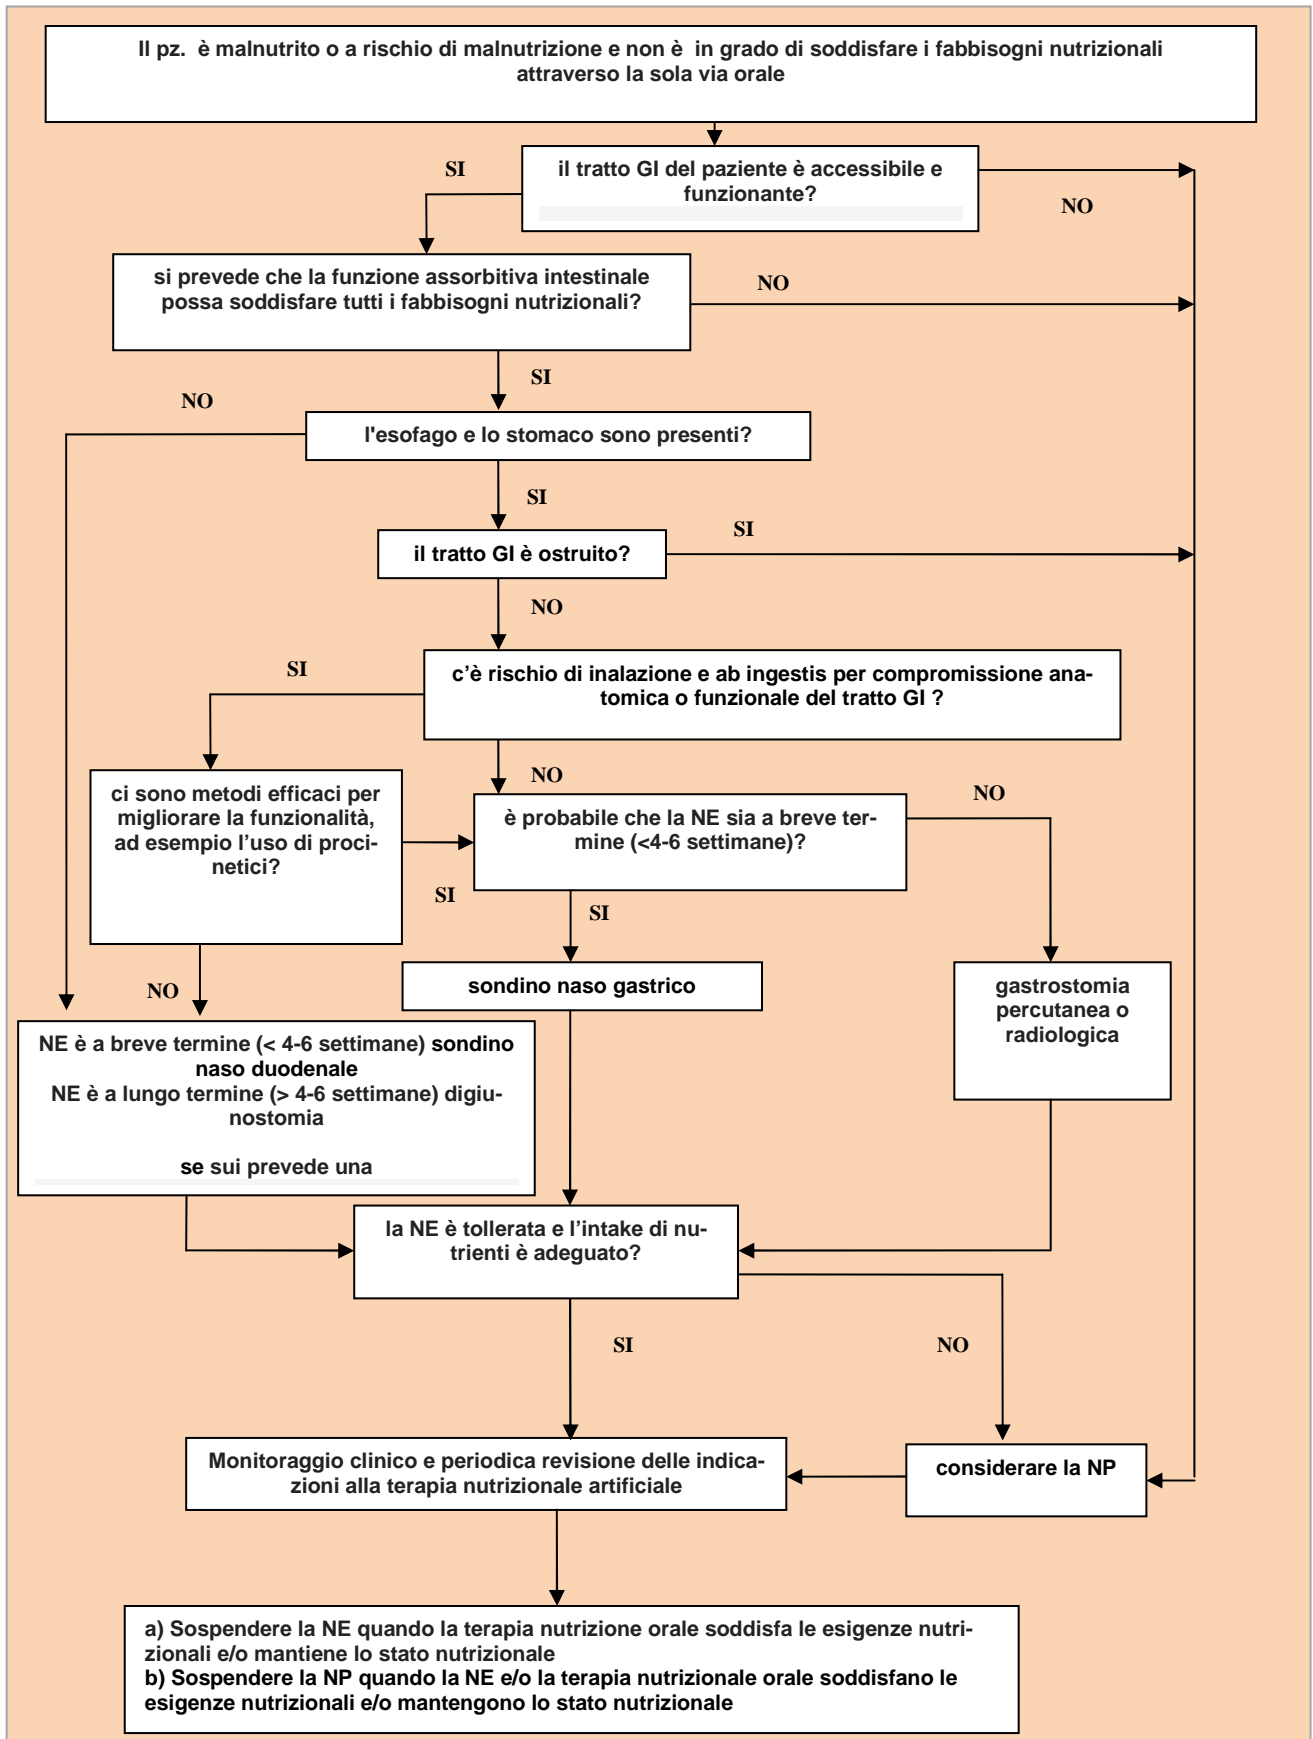 Il pz. è malnutrito o a rischio di malnutrizione e non è in grado di soddisfare i fabbisogni nutrizionali
attraverso la sola via orale
il tratto GI del paziente è accessibile e
funzionante?
SI
NO
si prevede che la funzione assorbitiva intestinale
possa soddisfare tutti i fabbisogni nutrizionali?
NO
SI
NO
l'esofago e lo stomaco sono presenti?
SI
il tratto GI è ostruito?
SI
NO
c'è rischio di inalazione e ab ingestis per compromissione ana-
tomica o funzionale del tratto GI ?
SI
NO
ci sono metodi efficaci per
migliorare la funzionalità,
ad esempio l'uso di proci-
netici?
SI
NO
è probabile che la NE sia a breve ter-
mine (<4-6 settimane)?
NO
SI
sondino naso gastrico
gastrostomia
percutanea o
radiologica
NE è a breve termine (< 4-6 settimane) sondino
naso duodenale
NE è a lungo termine (> 4-6 settimane) digiu-
nostomia
se sui prevede una
la NE è tollerata e l'intake di nu-
trienti è adeguato?
SI
NO
Monitoraggio clinico e periodica revisione delle indica-
zioni alla terapia nutrizionale artificiale
considerare la NP
a) Sospendere la NE quando la terapia nutrizione orale soddisfa le esigenze nutri-
zionali e/o mantiene lo stato nutrizionale
b) Sospendere la NP quando la NE e/o la terapia nutrizionale orale soddisfano le
esigenze nutrizionali e/o mantengono lo stato nutrizionale